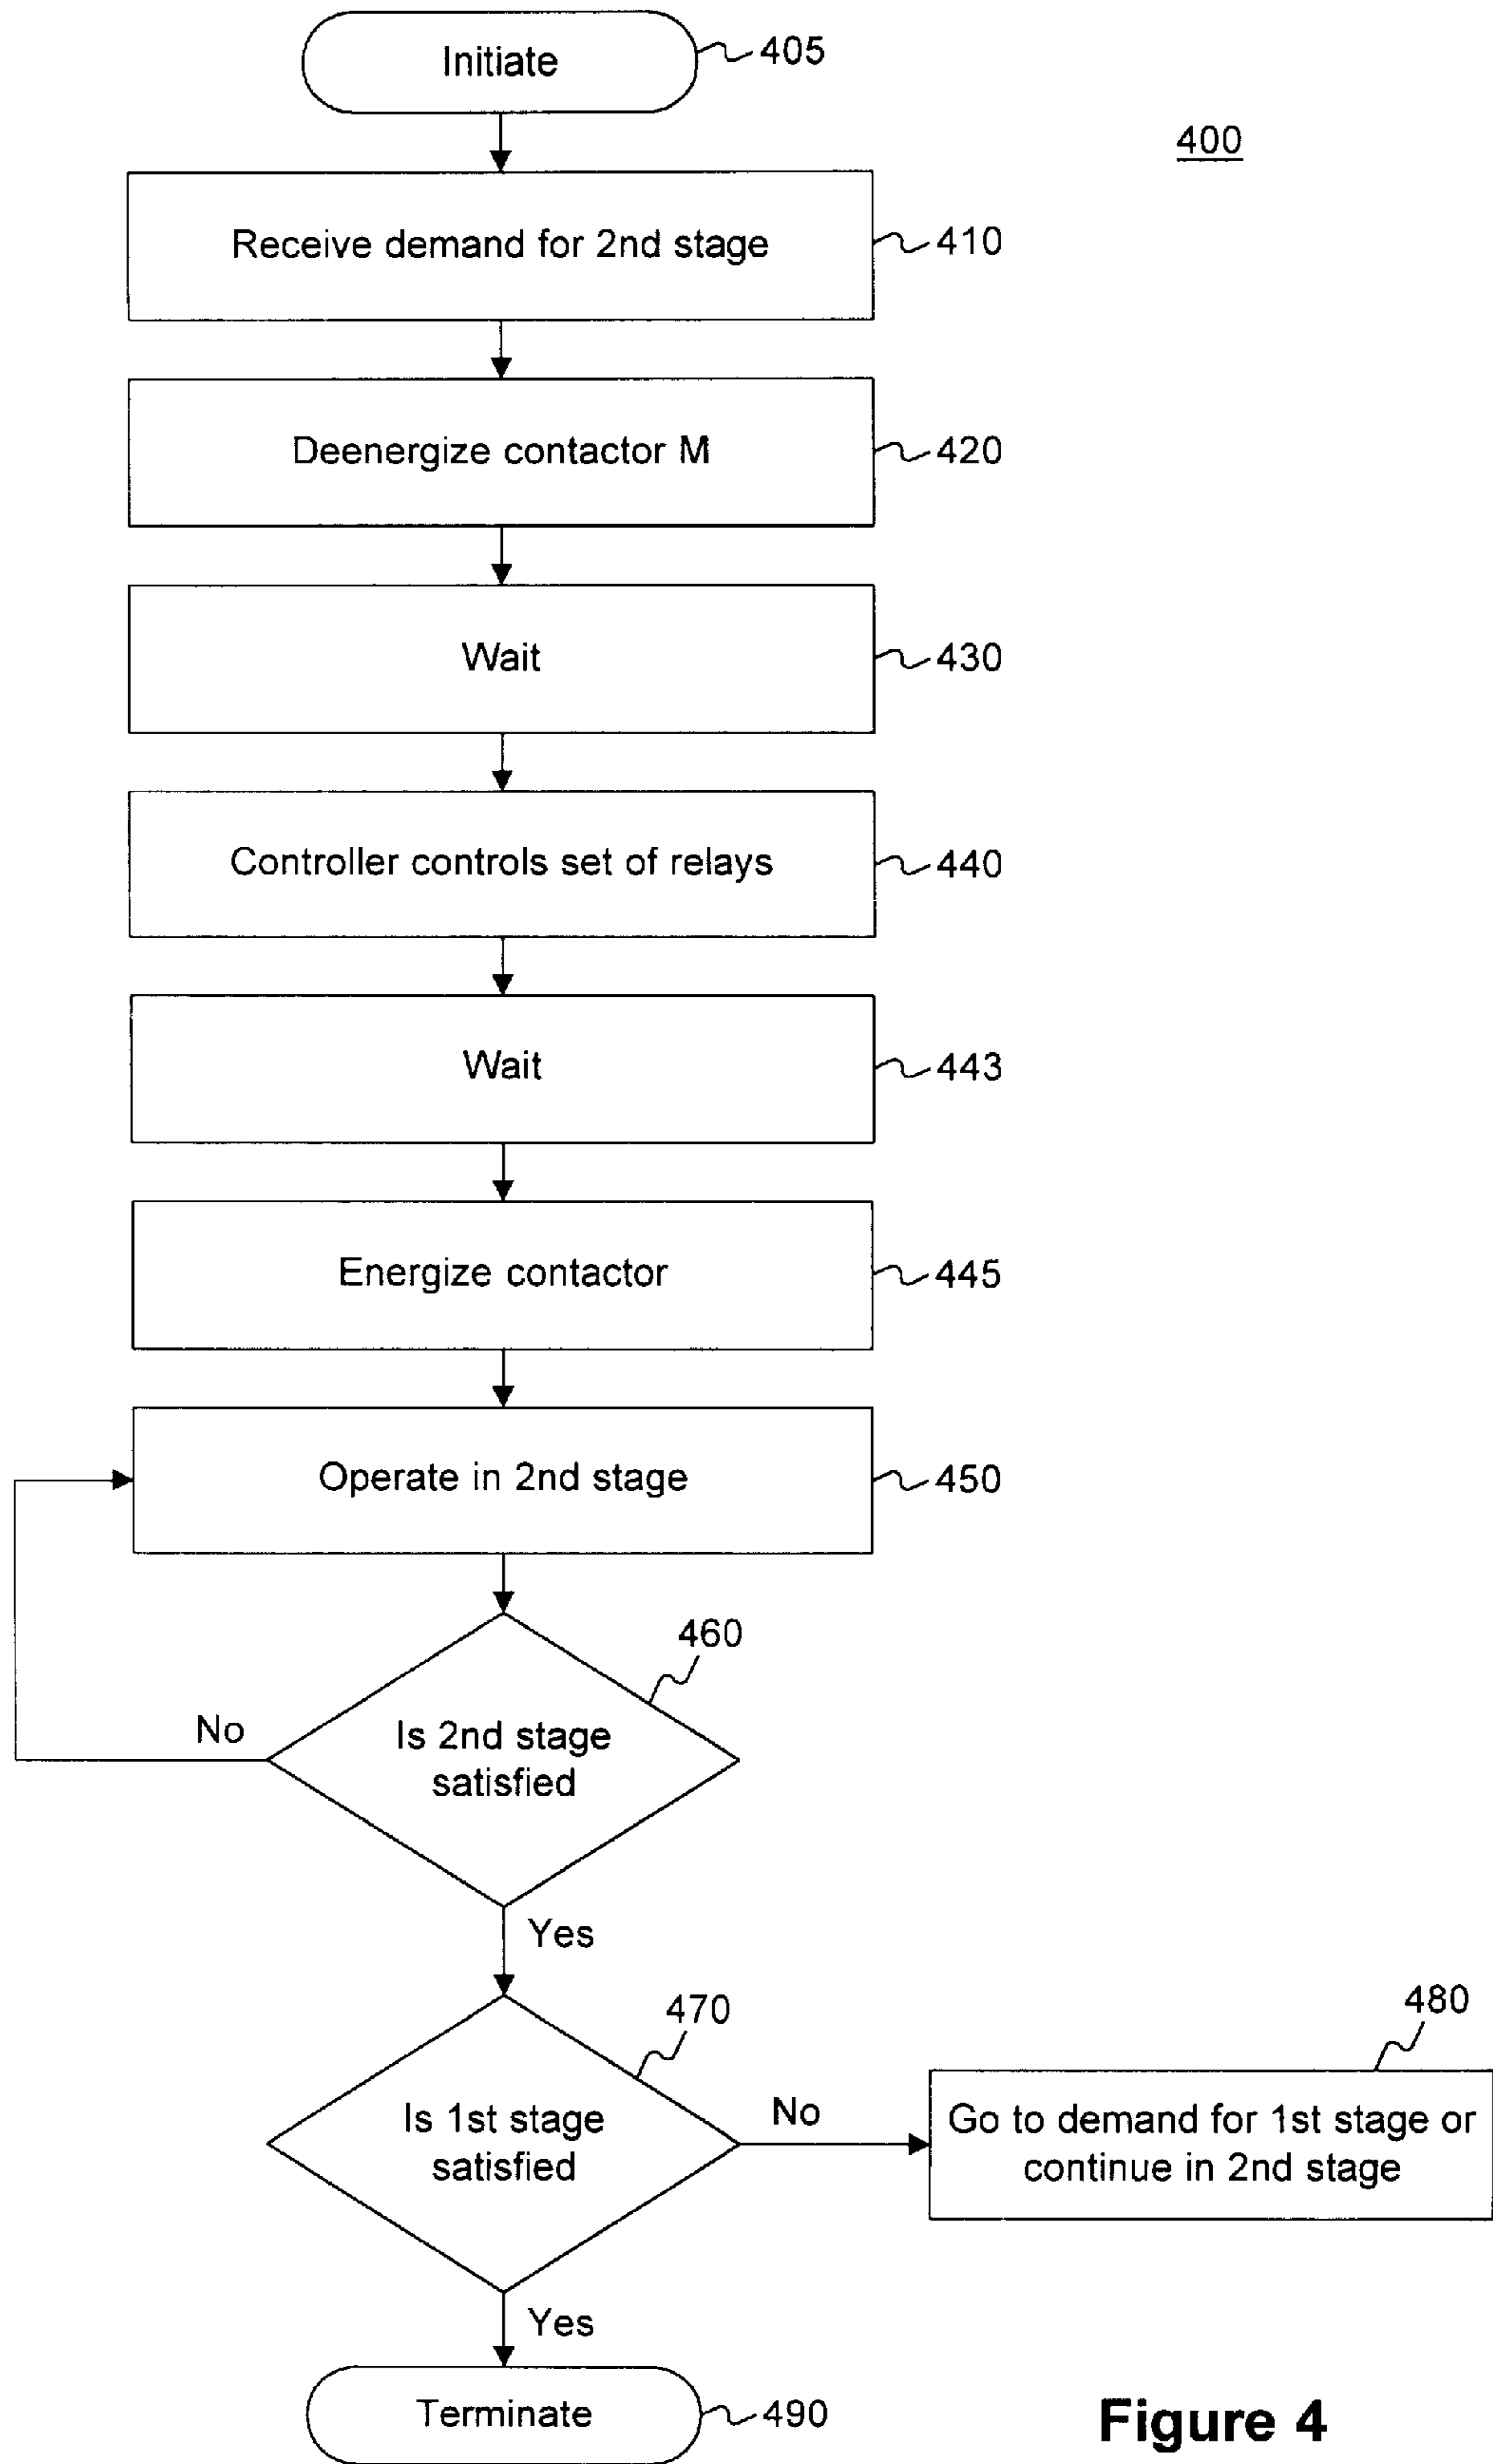 Initiate
405
400
Receive demand for 2nd stage
410
Deenergize contactor M
420
Wait
430
Controller controls set of relays
440
Wait
443
Energize contactor
445
Operate in 2nd stage
450
460
No
Is 2nd stage
satisfied
Yes
470
480
Is 1st stage
satisfied
No
Go to demand for 1st stage or
continue in 2nd stage
Yes
Terminate
490
Figure 4